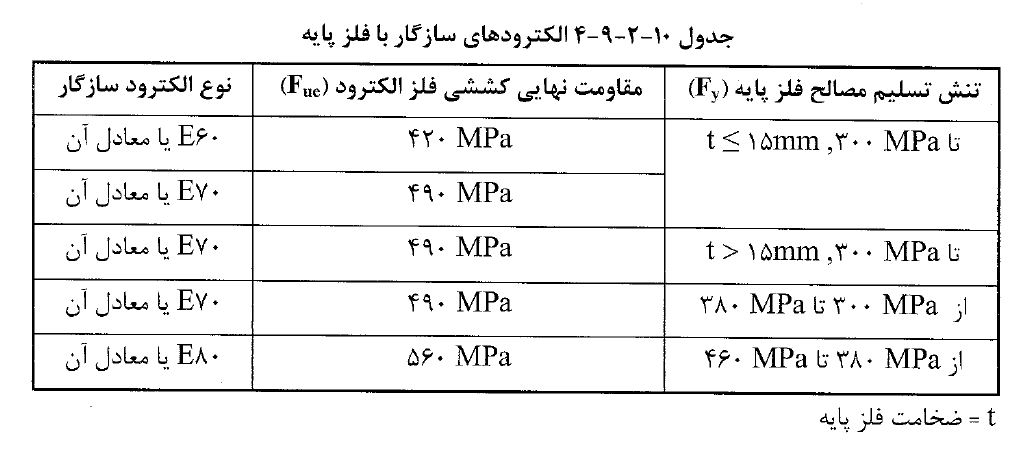 جدول ۱۰-۲-۹-۴ الکترودهای سازگار با فلز پایه
تنش تسلیم مصالح فلز پایه (Fy) مقاومت نهایی کششی فلز الکترود (Fue) نوع الکترود سازگار
تا ۳۰۰ MPa, t ≤ ۱۵mm ۴۲۰ MPa E۶۰ یا معادل آن
۴۹۰ MPa E۷۰ یا معادل آن
تا ۳۰۰ MPa, t > ۱۵mm ۴۹۰ MPa E۷۰ یا معادل آن
از ۳۰۰ MPa تا ۳۸۰ MPa ۴۹۰ MPa E۷۰ یا معادل آن
از ۳۸۰ MPa تا ۴۶۰ MPa ۵۶۰ MPa E۸۰ یا معادل آن
t = ضخامت فلز پایه